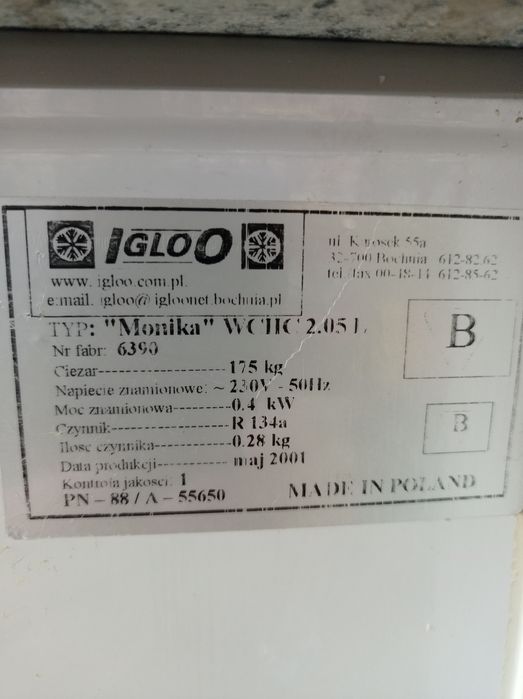 IGLOO
www. igloo.com.pl.
e:mail. igloo@igloonet.bochnia.pl
ul. Karosek 55a
32-700 Bochnia 612-82 62
tel. fax 00-48-14 612-85-62
TYP: "Monika" WCHC 2.05 L
Nr fabr: 6390
Ciezar 175 kg
Napiecie znamionowe: ~ 230V - 50Hz
Moc znamionowa 0.4 kW
Czynnik R 134a
Ilosc czynnika 0.28 kg
Data produkcji maj 2001
Kontrola jakosci: 1
PN - 88 / A - 55650
MADE IN POLAND
B
B